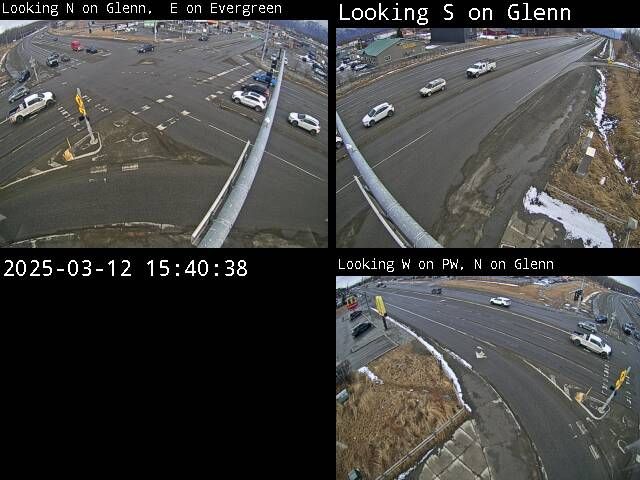 Looking N on Glenn,  E on Evergreen
Looking S on Glenn
2025-03-12 15:40:38
Looking W on PW, N on Glenn